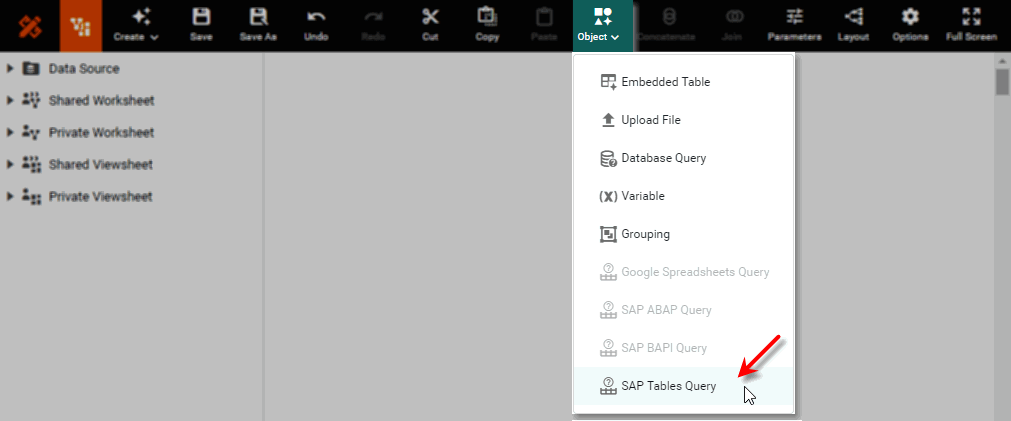 Create
Save
Save As
Undo
Redo
Cut
Copy
Paste
Object
Concatenate
Join
Parameters
Layout
Options
Full Screen
Data Source
Shared Worksheet
Private Worksheet
Shared Viewsheet
Private Viewsheet
Embedded Table
Upload File
Database Query
(X) Variable
Grouping
Google Spreadsheets Query
SAP ABAP Query
SAP BAPI Query
SAP Tables Query